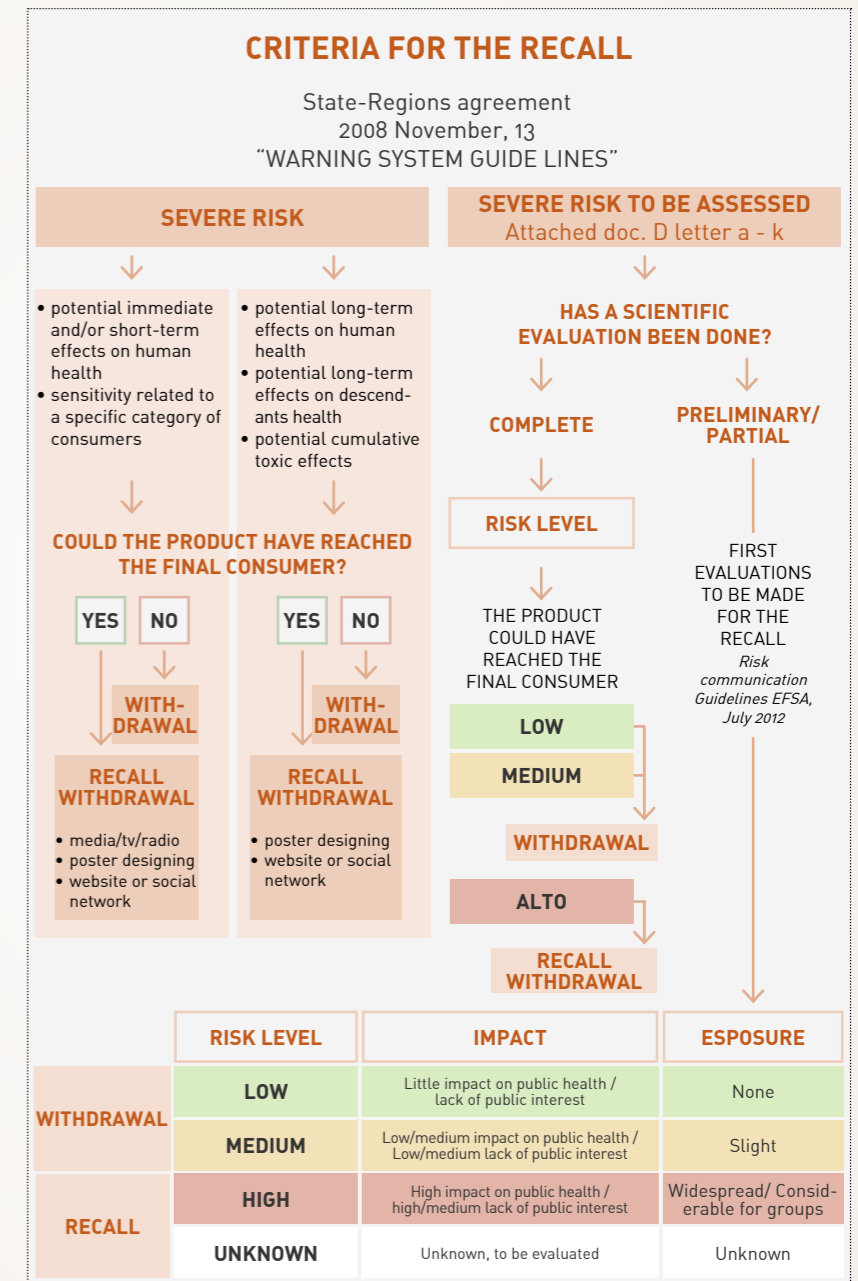 CRITERIA FOR THE RECALL
State-Regions agreement
2008 November, 13
“WARNING SYSTEM GUIDE LINES”
SEVERE RISK
• potential immediate
and/or short-term
effects on human
health
• sensitivity related to
a specific category of
consumers
• potential long-term
effects on human
health
• potential long-term
effects on descend-
ants health
• potential cumulative
toxic effects
COULD THE PRODUCT HAVE REACHED
THE FINAL CONSUMER?
YES
NO
WITH-
DRAWAL
RECALL
WITHDRAWAL
• media/tv/radio
• poster designing
• website or social
network
YES
NO
WITH-
DRAWAL
RECALL
WITHDRAWAL
• poster designing
• website or social
network
SEVERE RISK TO BE ASSESSED
Attached doc. D letter a - k
HAS A SCIENTIFIC
EVALUATION BEEN DONE?
COMPLETE
RISK LEVEL
THE PRODUCT
COULD HAVE
REACHED THE
FINAL CONSUMER
LOW
MEDIUM
WITHDRAWAL
ALTO
RECALL
WITHDRAWAL
PRELIMINARY/
PARTIAL
FIRST
EVALUATIONS
TO BE MADE
FOR THE
RECALL
Risk
communication
Guidelines EFSA,
July 2012
RISK LEVEL
IMPACT
ESPOSURE
WITHDRAWAL
LOW
Little impact on public health /
lack of public interest
None
MEDIUM
Low/medium impact on public health /
Low/medium lack of public interest
Slight
RECALL
HIGH
High impact on public health /
high/medium lack of public interest
Widespread/ Consid-
erable for groups
UNKNOWN
Unknown, to be evaluated
Unknown